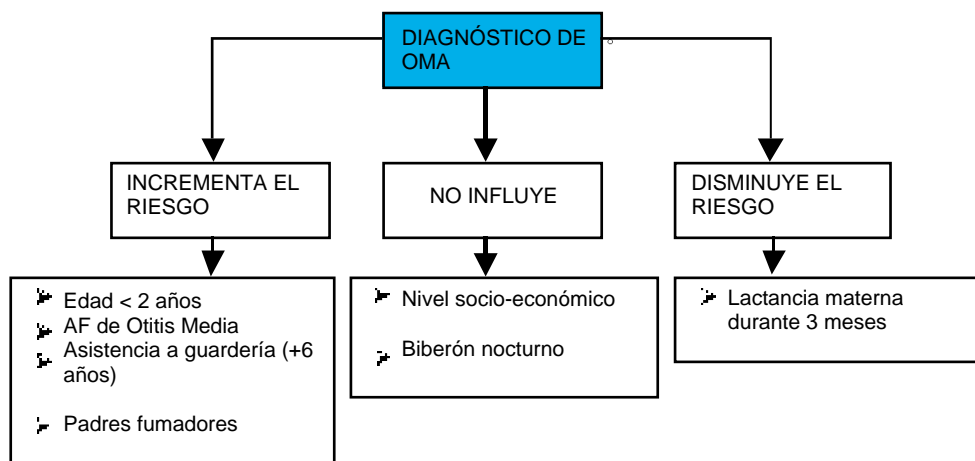 DIAGNÓSTICO DE
OMA
INCREMENTA EL
RIESGO
NO INFLUYE
DISMINUYE EL
RIESGO
Edad < 2 años
AF de Otitis Media
Asistencia a guardería (+6
años)
Padres fumadores
Nivel socio-económico
Biberón nocturno
Lactancia materna
durante 3 meses